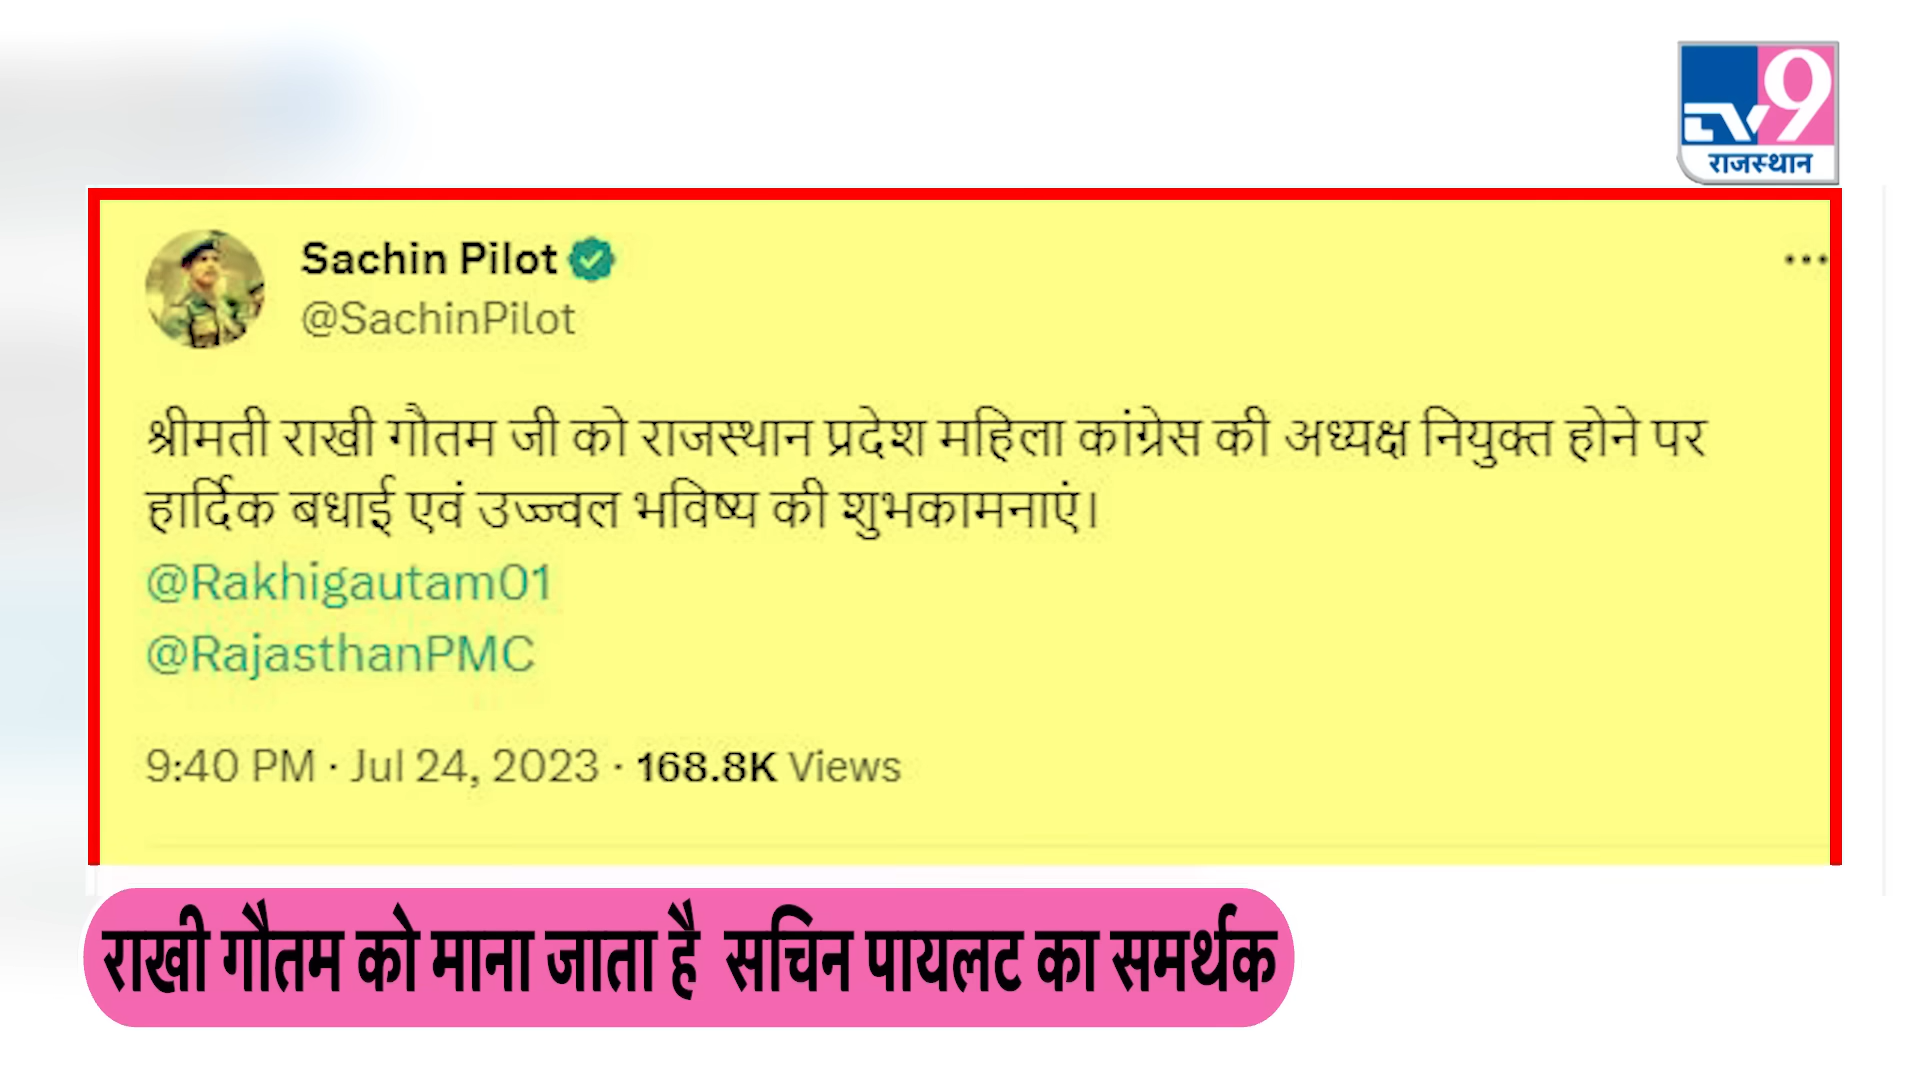 TV9
राजस्थान
Sachin Pilot
@SachinPilot
श्रीमती राखी गौतम जी को राजस्थान प्रदेश महिला कांग्रेस की अध्यक्ष नियुक्त होने पर
हार्दिक बधाई एवं उज्ज्वल भविष्य की शुभकामनाएं।
@Rakhigautam01
@RajasthanPMC
9:40 PM · Jul 24, 2023 · 168.8K Views
राखी गौतम को माना जाता है सचिन पायलट का समर्थक